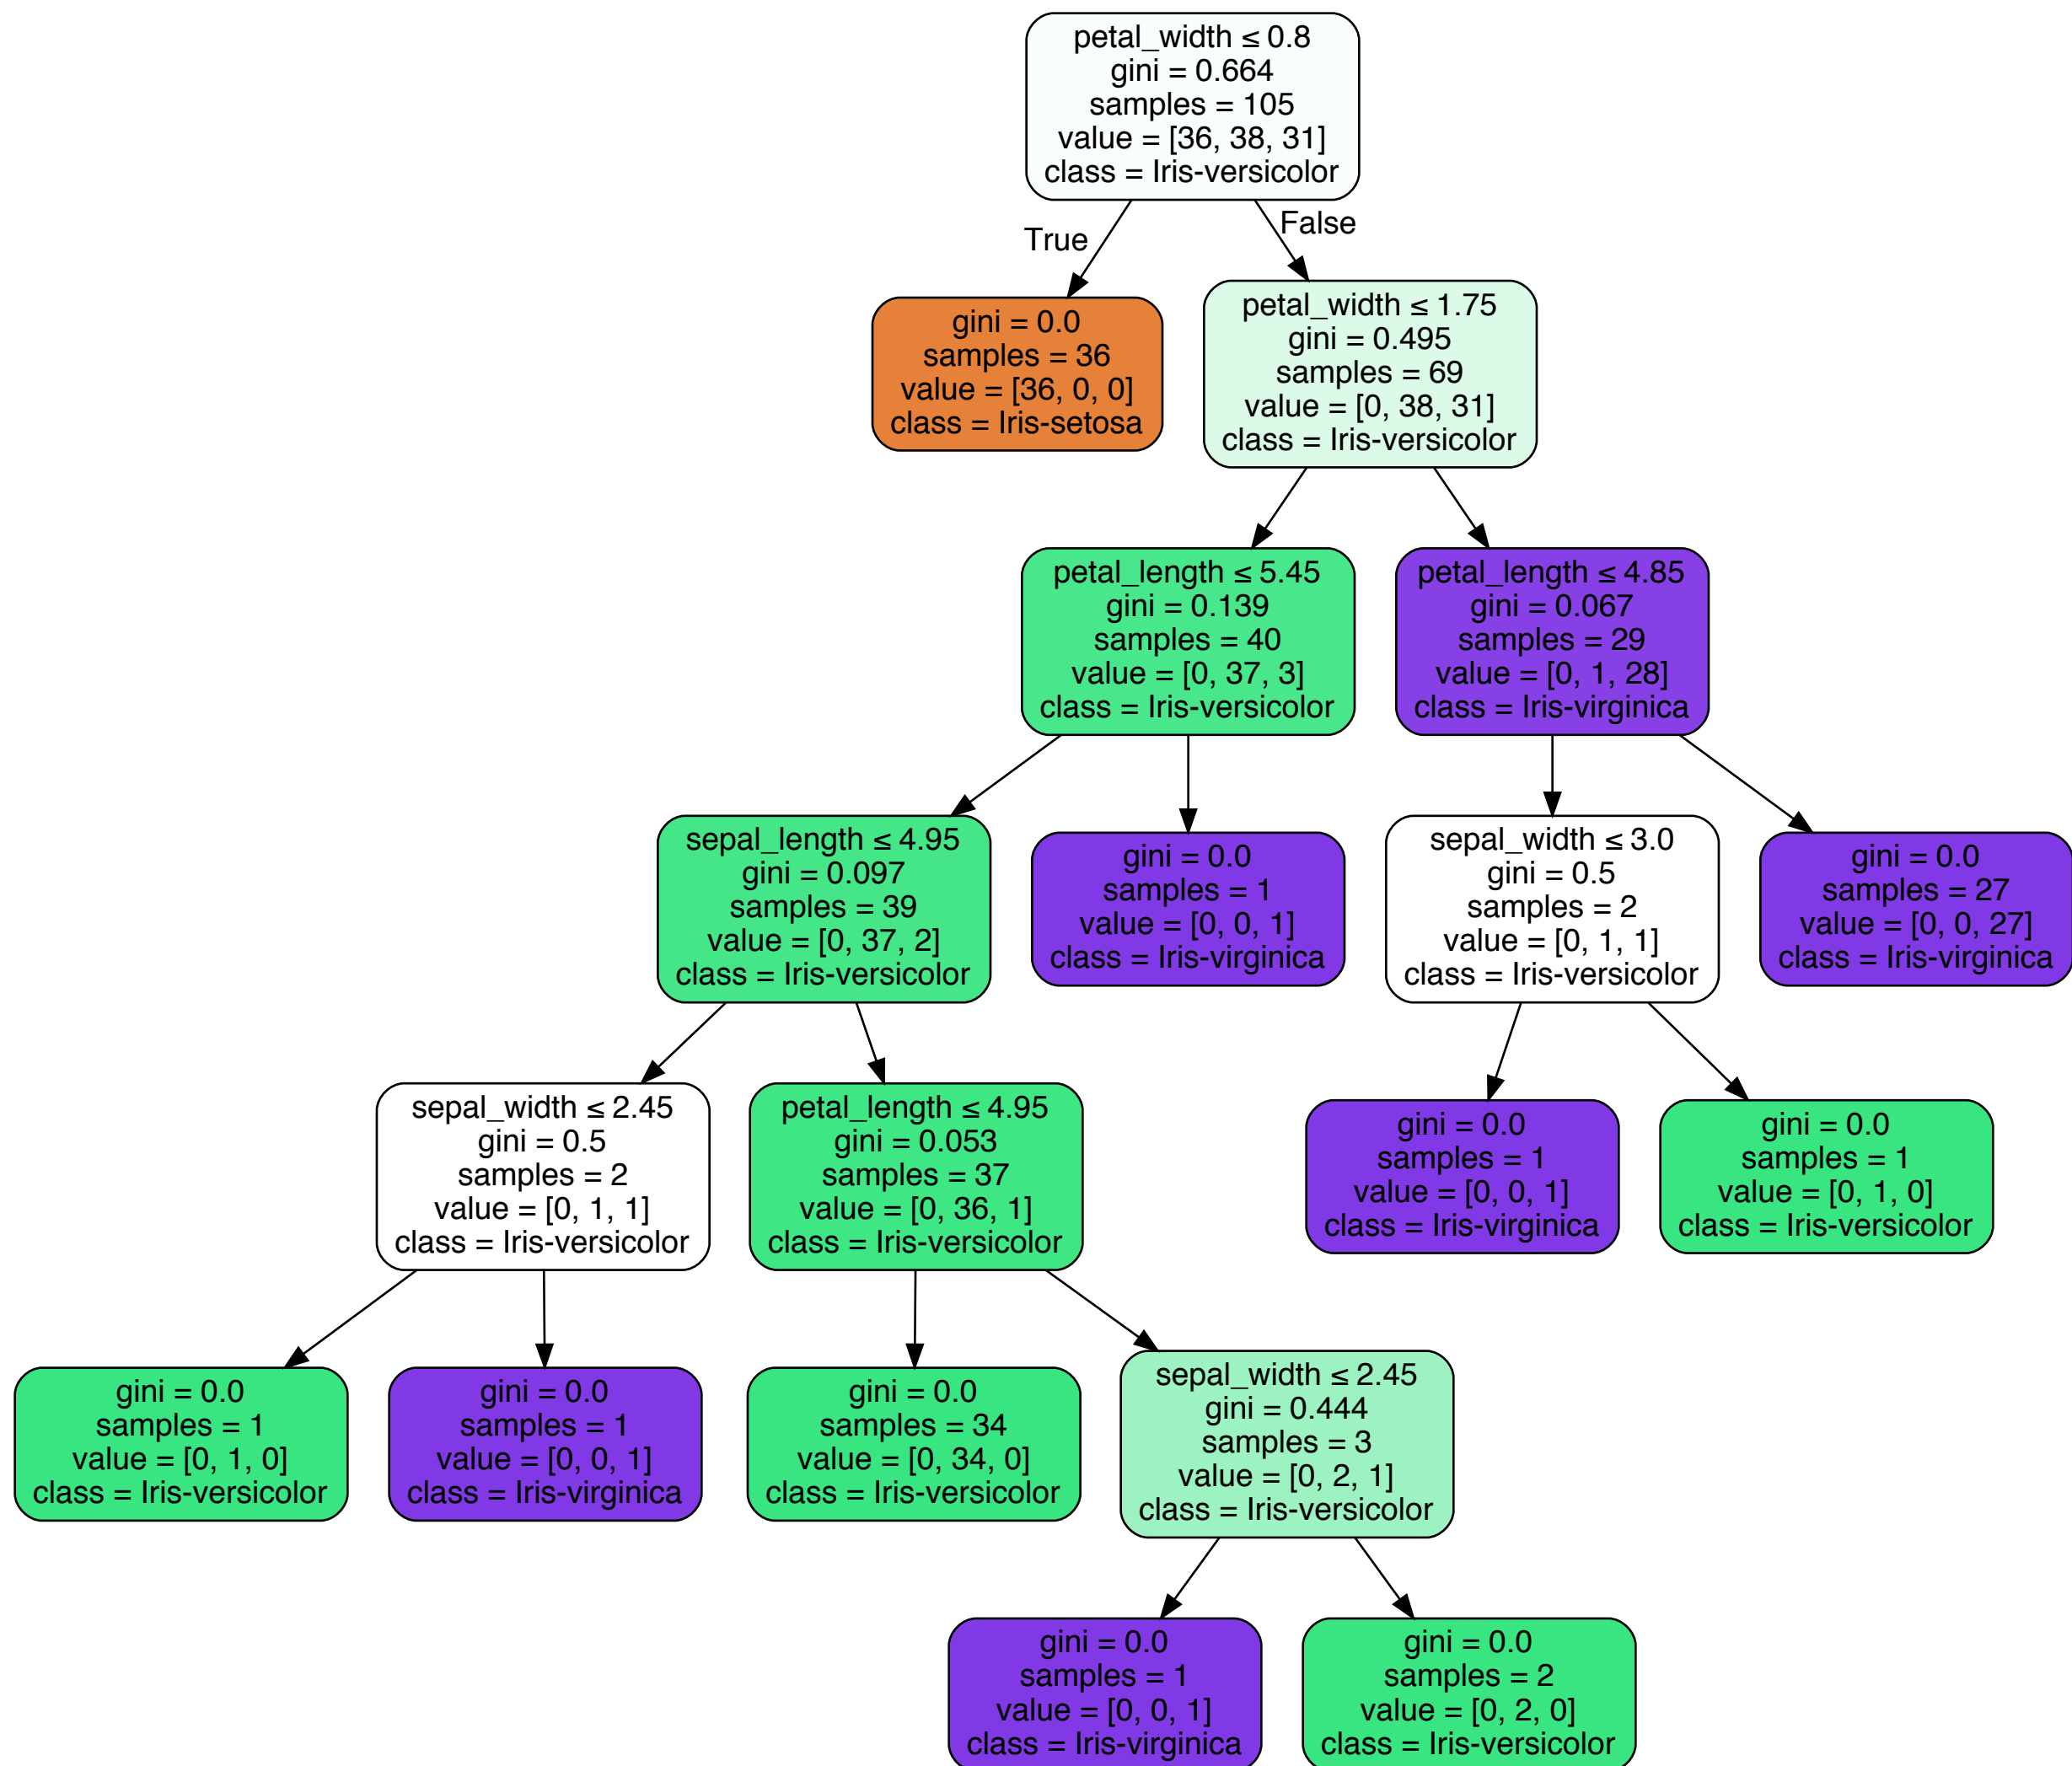 petal_width ≤ 0.8
gini = 0.664
samples = 105
value = [36, 38, 31]
class = Iris-versicolor
True
False
gini = 0.0
samples = 36
value = [36, 0, 0]
class = Iris-setosa
petal_width ≤ 1.75
gini = 0.495
samples = 69
value = [0, 38, 31]
class = Iris-versicolor
petal_length ≤ 5.45
gini = 0.139
samples = 40
value = [0, 37, 3]
class = Iris-versicolor
petal_length ≤ 4.85
gini = 0.067
samples = 29
value = [0, 1, 28]
class = Iris-virginica
sepal_length ≤ 4.95
gini = 0.097
samples = 39
value = [0, 37, 2]
class = Iris-versicolor
gini = 0.0
samples = 1
value = [0, 0, 1]
class = Iris-virginica
sepal_width ≤ 3.0
gini = 0.5
samples = 2
value = [0, 1, 1]
class = Iris-versicolor
gini = 0.0
samples = 27
value = [0, 0, 27]
class = Iris-virginica
sepal_width ≤ 2.45
gini = 0.5
samples = 2
value = [0, 1, 1]
class = Iris-versicolor
petal_length ≤ 4.95
gini = 0.053
samples = 37
value = [0, 36, 1]
class = Iris-versicolor
gini = 0.0
samples = 1
value = [0, 0, 1]
class = Iris-virginica
gini = 0.0
samples = 1
value = [0, 1, 0]
class = Iris-versicolor
gini = 0.0
samples = 1
value = [0, 1, 0]
class = Iris-versicolor
gini = 0.0
samples = 1
value = [0, 0, 1]
class = Iris-virginica
gini = 0.0
samples = 34
value = [0, 34, 0]
class = Iris-versicolor
sepal_width ≤ 2.45
gini = 0.444
samples = 3
value = [0, 2, 1]
class = Iris-versicolor
gini = 0.0
samples = 1
value = [0, 0, 1]
class = Iris-virginica
gini = 0.0
samples = 2
value = [0, 2, 0]
class = Iris-versicolor